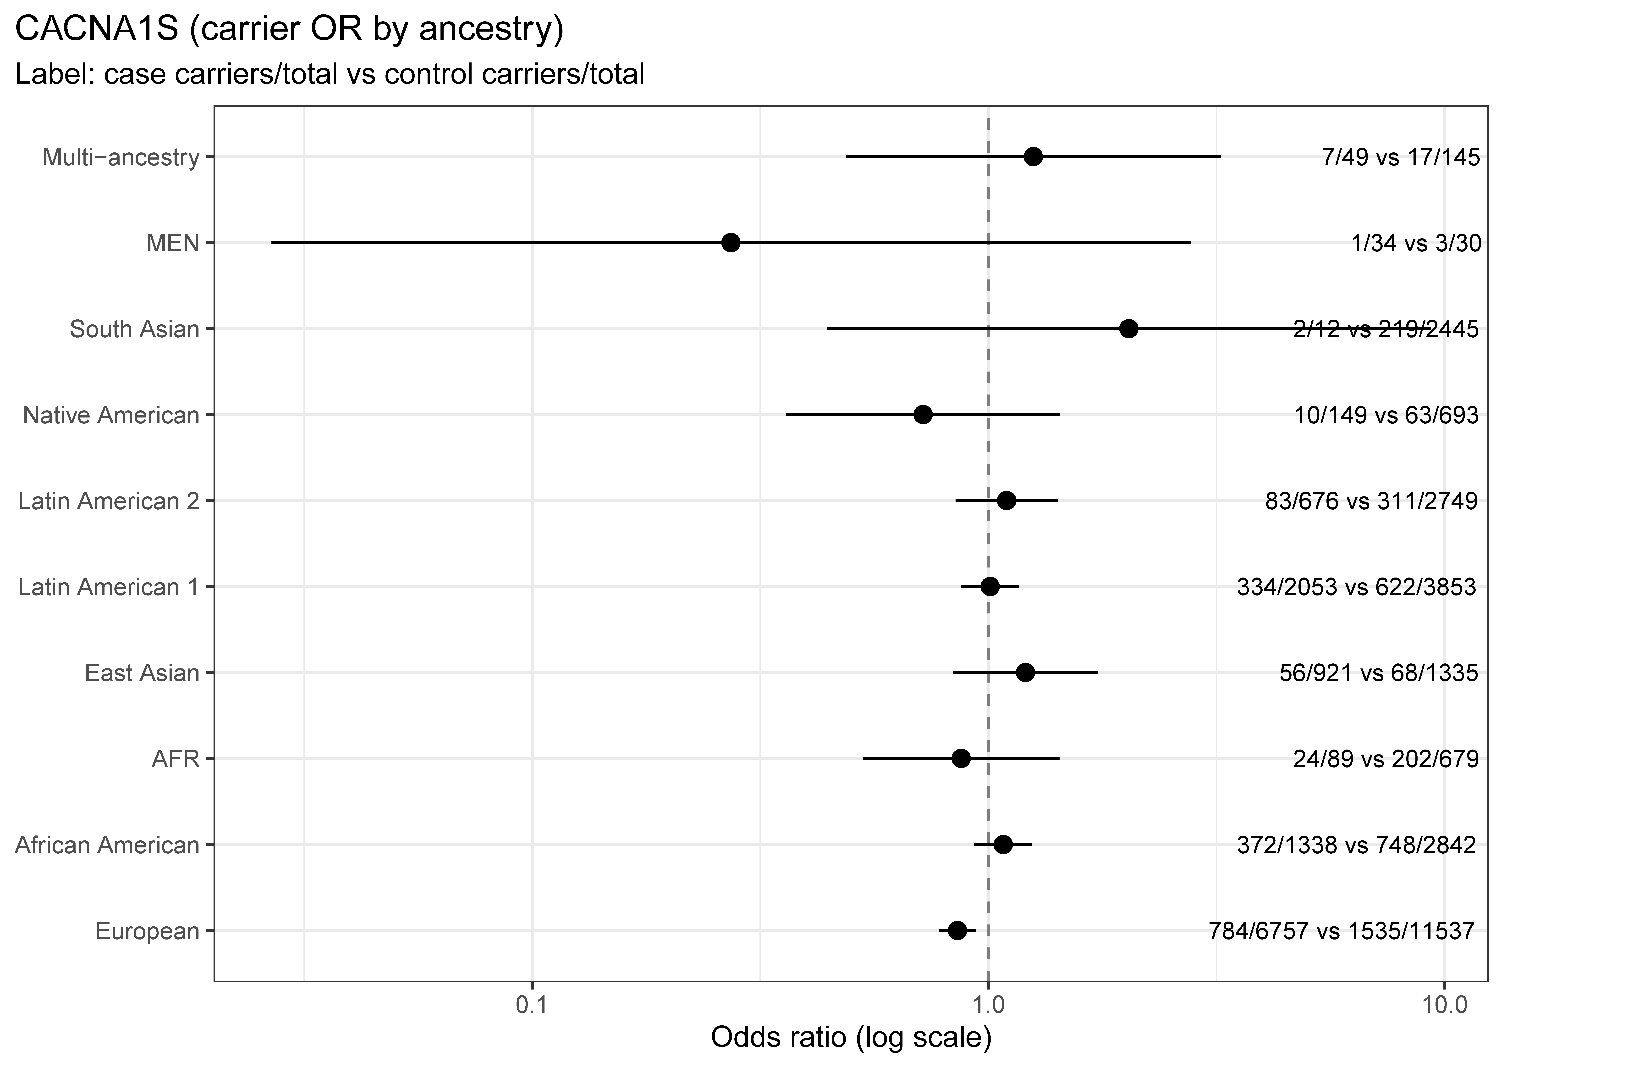 CACNA1S (carrier OR by ancestry)
Label: case carriers/total vs control carriers/total
Multi−ancestry 7/49 vs 17/145
MEN 1/34 vs 3/30
South Asian 2/12 vs 219/2445
Native American 10/149 vs 63/693
Latin American 2 83/676 vs 311/2749
Latin American 1 334/2053 vs 622/3853
East Asian 56/921 vs 68/1335
AFR 24/89 vs 202/679
African American 372/1338 vs 748/2842
European 784/6757 vs 1535/11537
0.1 1.0 10.0
Odds ratio (log scale)